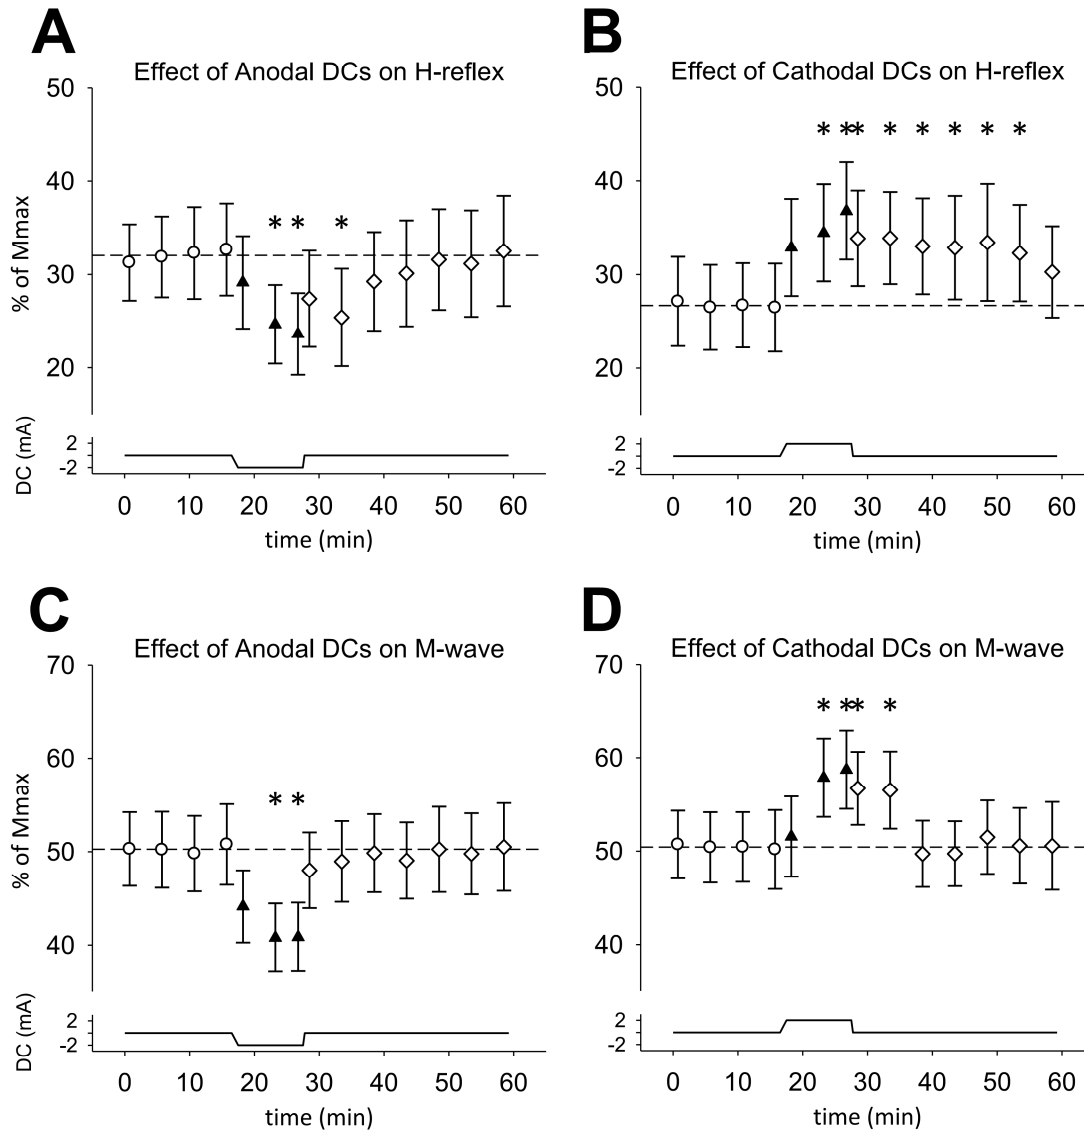 A
Effect of Anodal DCs on H-reflex
50
40
30
20
% of Mmax
* * *
2
-2
DC (mA)
0 10 20 30 40 50 60
time (min)
B
Effect of Cathodal DCs on H-reflex
50
40
30
20
* ** * * * * *
2
-2
0 10 20 30 40 50 60
time (min)
C
Effect of Anodal DCs on M-wave
70
60
50
40
% of Mmax
* *
2
-2
DC (mA)
0 10 20 30 40 50 60
time (min)
D
Effect of Cathodal DCs on M-wave
70
60
50
40
* ** *
2
-2
0 10 20 30 40 50 60
time (min)